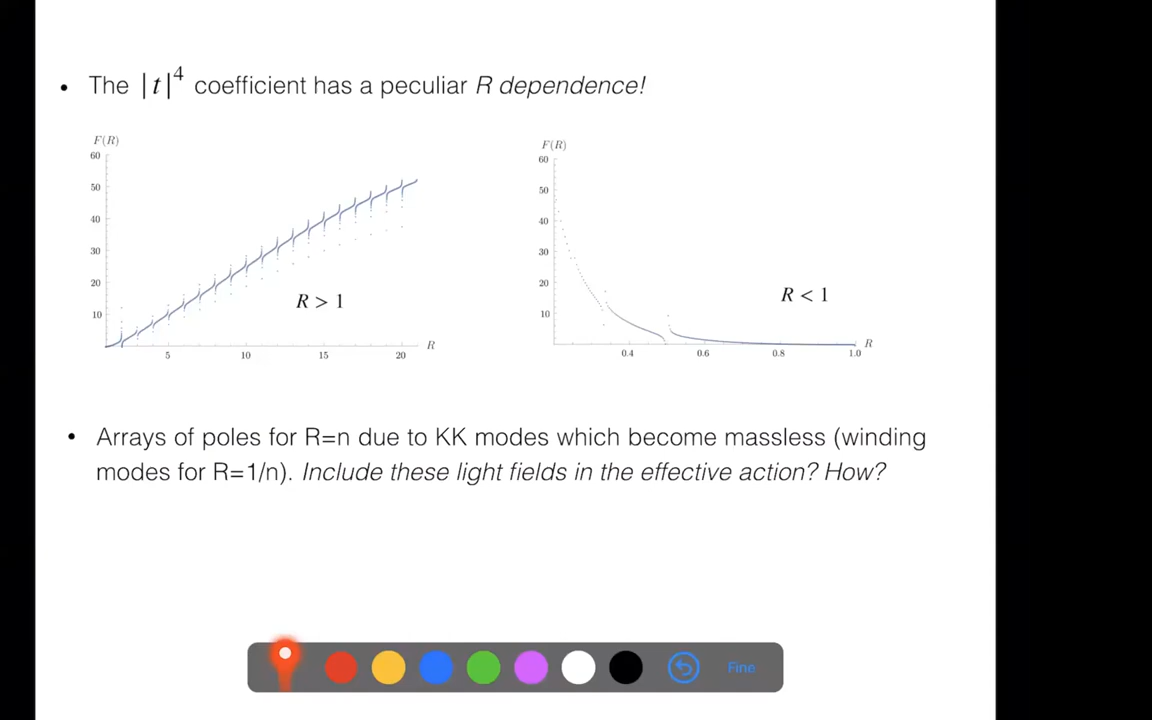 • The |t|⁴ coefficient has a peculiar R dependence!
F(R) F(R)
60 60
50 50
40 40
30 30
20 20
10 10
R > 1 R < 1
5 10 15 20 R 0.4 0.6 0.8 1.0 R
• Arrays of poles for R=n due to KK modes which become massless (winding
modes for R=1/n). Include these light fields in the effective action? How?
Fine